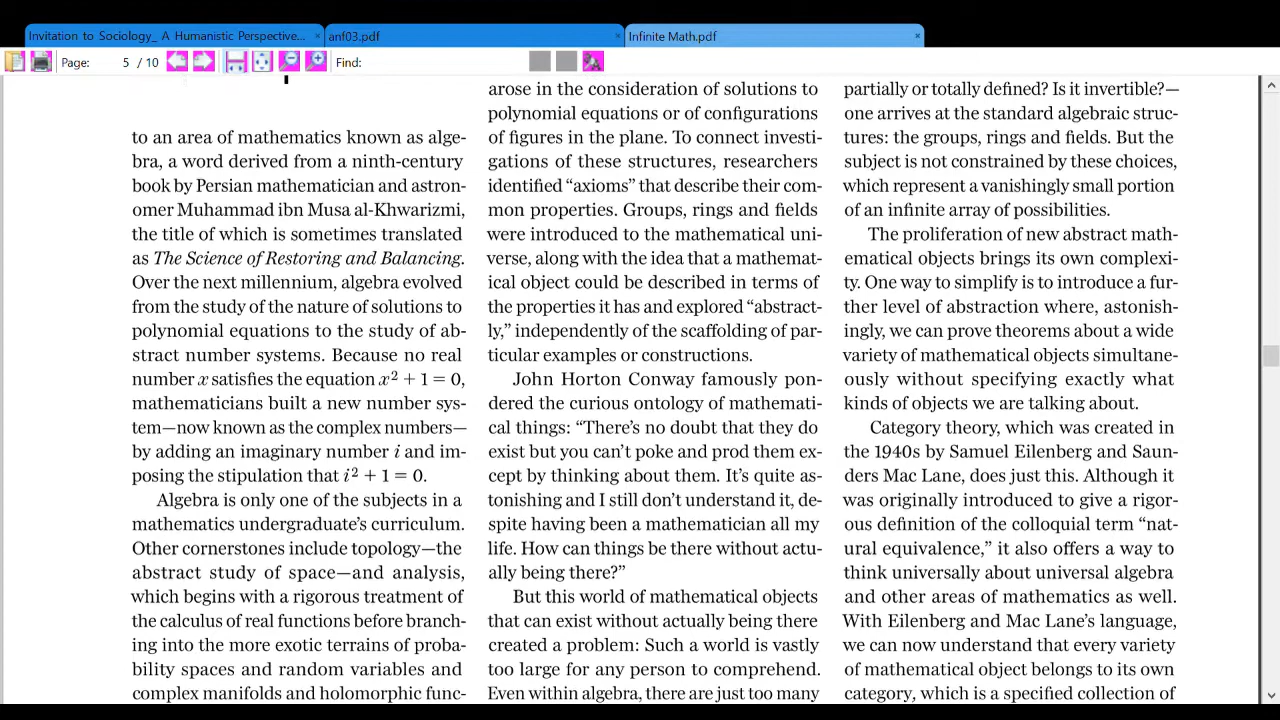 Invitation to Sociology_ A Humanistic Perspective...
anf03.pdf
Infinite Math.pdf
Page: 5 / 10 Find:
to an area of mathematics known as alge-
bra, a word derived from a ninth-century
book by Persian mathematician and astron-
omer Muhammad ibn Musa al-Khwarizmi,
the title of which is sometimes translated
as The Science of Restoring and Balancing.
Over the next millennium, algebra evolved
from the study of the nature of solutions to
polynomial equations to the study of ab-
stract number systems. Because no real
number x satisfies the equation x² + 1 = 0,
mathematicians built a new number sys-
tem—now known as the complex numbers—
by adding an imaginary number i and im-
posing the stipulation that i² + 1 = 0.
Algebra is only one of the subjects in a
mathematics undergraduate's curriculum.
Other cornerstones include topology—the
abstract study of space—and analysis,
which begins with a rigorous treatment of
the calculus of real functions before branch-
ing into the more exotic terrains of proba-
bility spaces and random variables and
complex manifolds and holomorphic func-
arose in the consideration of solutions to
polynomial equations or of configurations
of figures in the plane. To connect investi-
gations of these structures, researchers
identified “axioms” that describe their com-
mon properties. Groups, rings and fields
were introduced to the mathematical uni-
verse, along with the idea that a mathemat-
ical object could be described in terms of
the properties it has and explored “abstract-
ly,” independently of the scaffolding of par-
ticular examples or constructions.
John Horton Conway famously pon-
dered the curious ontology of mathemati-
cal things: “There's no doubt that they do
exist but you can't poke and prod them ex-
cept by thinking about them. It's quite as-
tonishing and I still don't understand it, de-
spite having been a mathematician all my
life. How can things be there without actu-
ally being there?”
But this world of mathematical objects
that can exist without actually being there
created a problem: Such a world is vastly
too large for any person to comprehend.
Even within algebra, there are just too many
partially or totally defined? Is it invertible?—
one arrives at the standard algebraic struc-
tures: the groups, rings and fields. But the
subject is not constrained by these choices,
which represent a vanishingly small portion
of an infinite array of possibilities.
The proliferation of new abstract math-
ematical objects brings its own complexi-
ty. One way to simplify is to introduce a fur-
ther level of abstraction where, astonish-
ingly, we can prove theorems about a wide
variety of mathematical objects simultane-
ously without specifying exactly what
kinds of objects we are talking about.
Category theory, which was created in
the 1940s by Samuel Eilenberg and Saun-
ders Mac Lane, does just this. Although it
was originally introduced to give a rigor-
ous definition of the colloquial term “nat-
ural equivalence,” it also offers a way to
think universally about universal algebra
and other areas of mathematics as well.
With Eilenberg and Mac Lane's language,
we can now understand that every variety
of mathematical object belongs to its own
category, which is a specified collection of